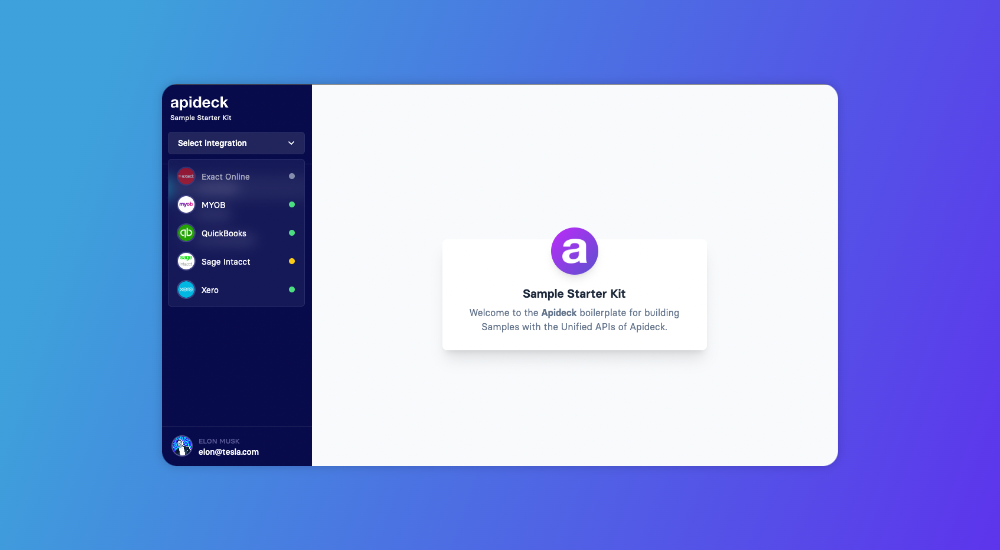 apideck
Sample Starter Kit
Select integration
Exact Online
myob MYOB
qb QuickBooks
sage Sage Intacct
xero Xero
ELON MUSK
elon@tesla.com
a
Sample Starter Kit
Welcome to the Apideck boilerplate for building
Samples with the Unified APIs of Apideck.